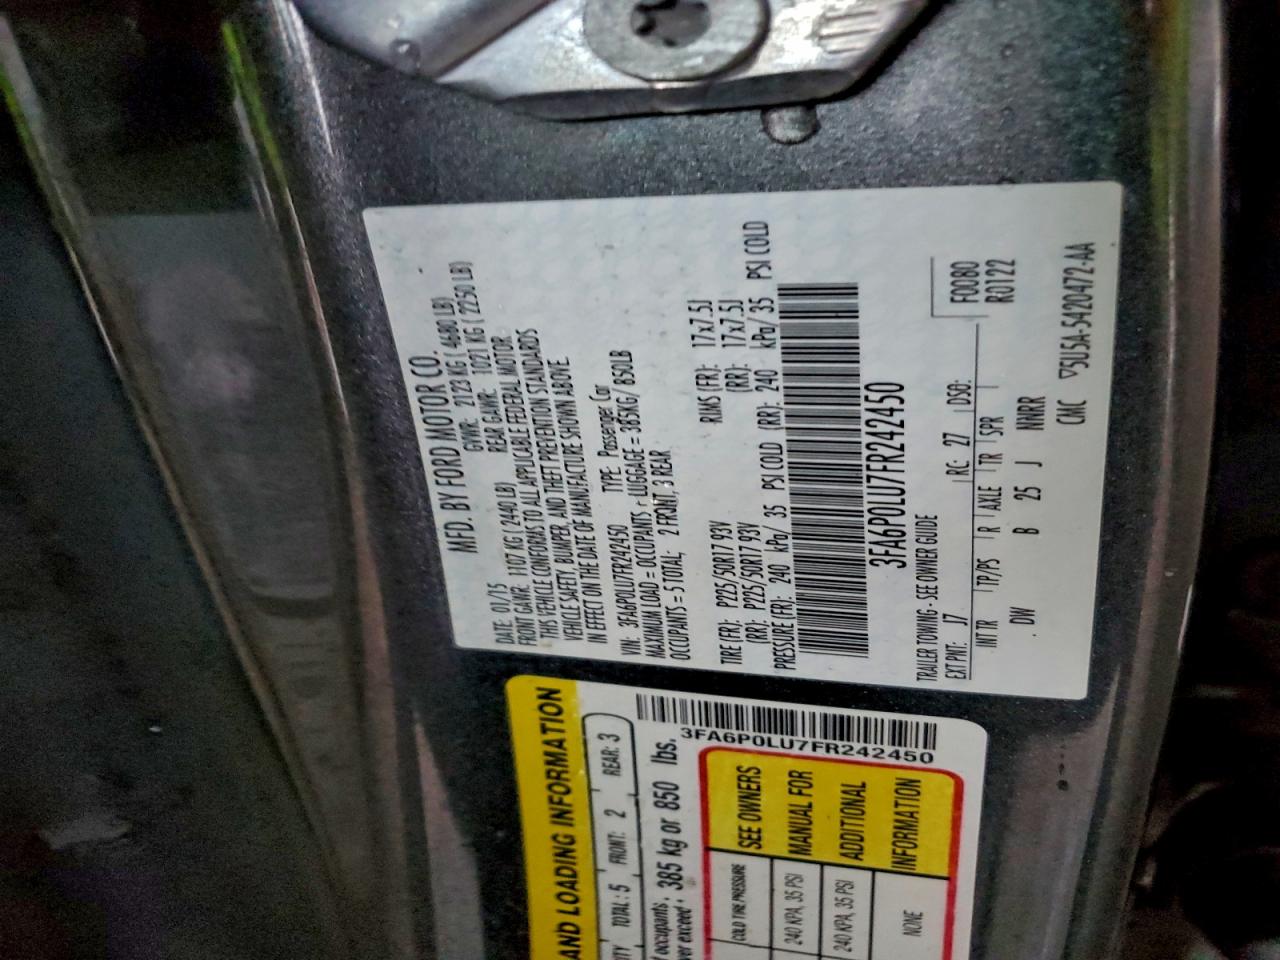 MFD. BY FORD MOTOR CO.
DATE: 01/15 GVWR: 2123 KG ( 4680 LB)
FRONT GAWR: 1107 KG ( 2440 LB) REAR GAWR: 1021 KG ( 2250 LB)
THIS VEHICLE CONFORMS TO ALL APPLICABLE FEDERAL MOTOR
VEHICLE SAFETY, BUMPER, AND THEFT PREVENTION STANDARDS
IN EFFECT ON THE DATE OF MANUFACTURE SHOWN ABOVE.
VIN: 3FA6P0LU7FR242450 TYPE: Passenger Car
MAXIMUM LOAD = OCCUPANTS + LUGGAGE = 385KG/ 850LB
OCCUPANTS = 5 TOTAL; 2 FRONT, 3 REAR
TIRE (FR): P225/50R17 93V RIMS (FR): 17x7.5J
(RR): P225/50R17 93V (RR): 17x7.5J
PRESSURE (FR): 240 kPa/ 35 PSI COLD (RR): 240 kPa/ 35 PSI COLD
3FA6P0LU7FR242450
TRAILER TOWING - SEE OWNER GUIDE
EXT PNT: J7 RC: 27 DSO:
F0080
R0122
INT TR TP/PS R AXLE TR SPR
DW B 25 J NHRR
CMC 5U5A-5420472-AA
AND LOADING INFORMATION
TOTAL: 5 FRONT: 2 REAR: 3
occupants 385 kg or 850 lbs.
3FA6P0LU7FR242450
COLD TIRE PRESSURE
240 KPA, 35 PSI
240 KPA, 35 PSI
NONE
SEE OWNERS
MANUAL FOR
ADDITIONAL
INFORMATION